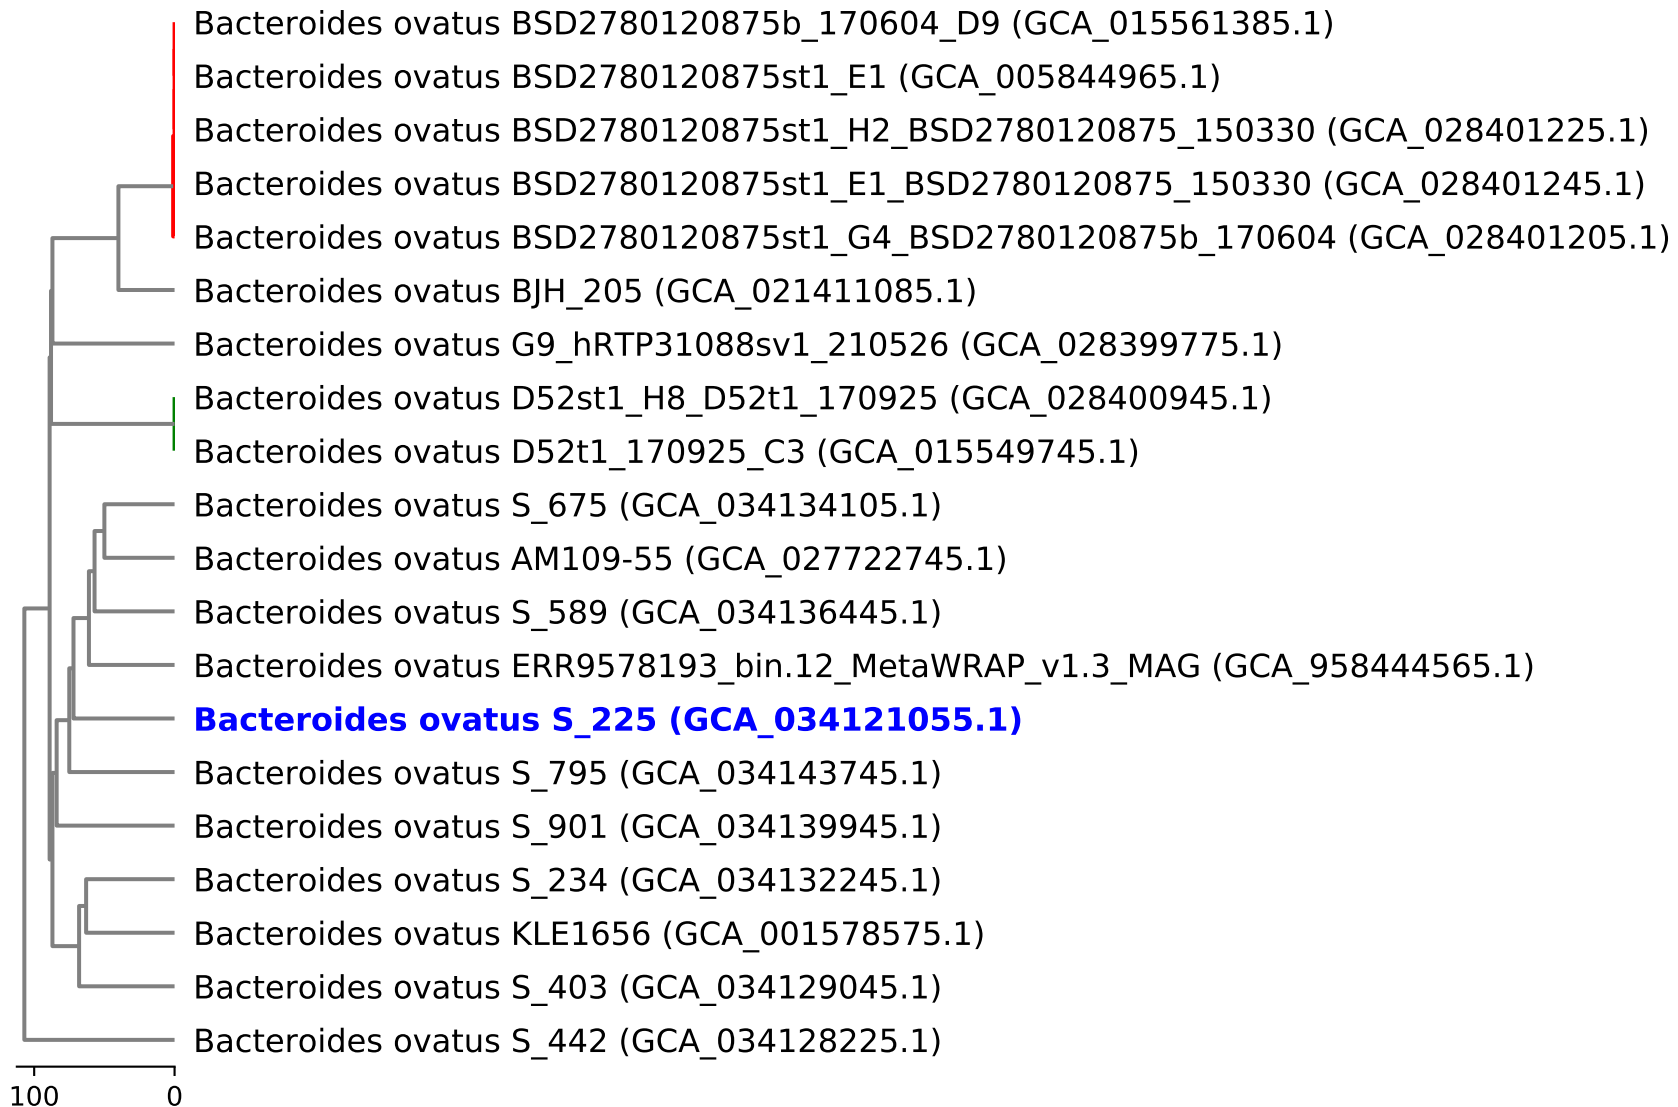 Bacteroides ovatus BSD2780120875b_170604_D9 (GCA_015561385.1)
Bacteroides ovatus BSD2780120875st1_E1 (GCA_005844965.1)
Bacteroides ovatus BSD2780120875st1_H2_BSD2780120875_150330 (GCA_028401225.1)
Bacteroides ovatus BSD2780120875st1_E1_BSD2780120875_150330 (GCA_028401245.1)
Bacteroides ovatus BSD2780120875st1_G4_BSD2780120875b_170604 (GCA_028401205.1)
Bacteroides ovatus BJH_205 (GCA_021411085.1)
Bacteroides ovatus G9_hRTP31088sv1_210526 (GCA_028399775.1)
Bacteroides ovatus D52st1_H8_D52t1_170925 (GCA_028400945.1)
Bacteroides ovatus D52t1_170925_C3 (GCA_015549745.1)
Bacteroides ovatus S_675 (GCA_034134105.1)
Bacteroides ovatus AM109-55 (GCA_027722745.1)
Bacteroides ovatus S_589 (GCA_034136445.1)
Bacteroides ovatus ERR9578193_bin.12_MetaWRAP_v1.3_MAG (GCA_958444565.1)
Bacteroides ovatus S_225 (GCA_034121055.1)
Bacteroides ovatus S_795 (GCA_034143745.1)
Bacteroides ovatus S_901 (GCA_034139945.1)
Bacteroides ovatus S_234 (GCA_034132245.1)
Bacteroides ovatus KLE1656 (GCA_001578575.1)
Bacteroides ovatus S_403 (GCA_034129045.1)
Bacteroides ovatus S_442 (GCA_034128225.1)
100 0